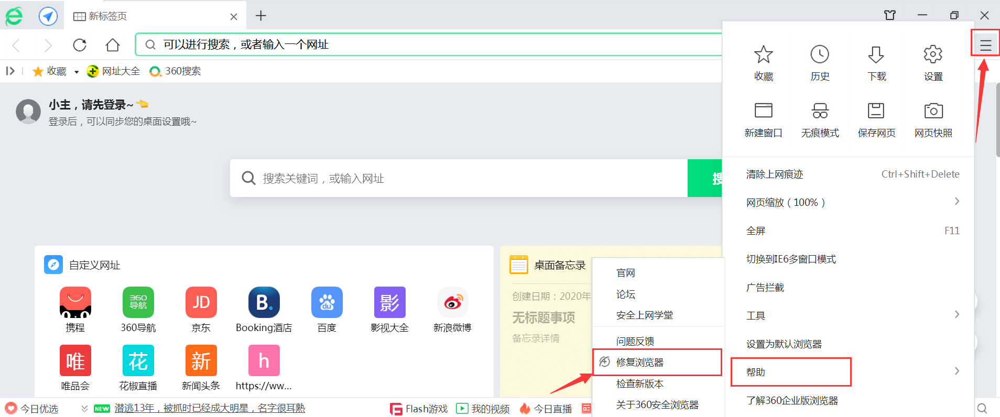 新标签页
可以进行搜索，或者输入一个网址
收藏
网址大全
360搜索
小主，请先登录~
登录后，可以同步您的桌面设置哦~
搜索关键词，或输入网址
搜
自定义网址
360
导航
JD
B.
du
影
携程
360导航
京东
Booking酒店
百度
影视大全
新浪微博
唯
花
新
h
唯品会
花椒直播
新闻头条
https://ww...
桌面备忘录
创建日期：2020年
无标题事项
备忘录详情
官网
论坛
安全上网学堂
问题反馈
修复浏览器
检查新版本
关于360安全浏览器
收藏
历史
下载
设置
新建窗口
无痕模式
保存网页
网页快照
清除上网痕迹 Ctrl+Shift+Delete
网页缩放（100%）
全屏 F11
切换到IE6多窗口模式
广告拦截
工具
设置为默认浏览器
帮助
了解360企业版浏览器
今日优选
NEW
潜逃13年，被抓时已经成大明星，名字很耳熟
Flash游戏
我的视频
今日直播